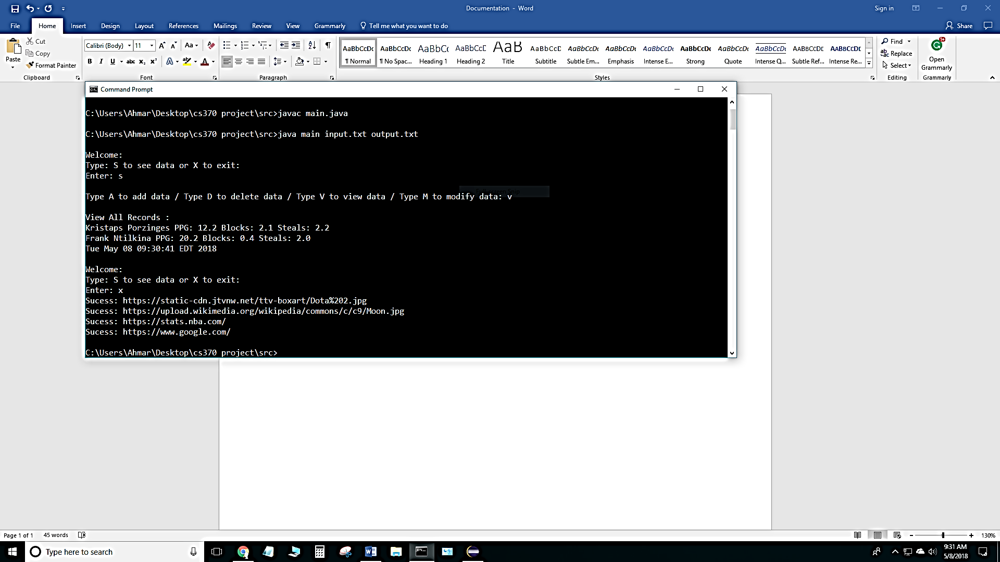 Documentation - Word
Sign in
File Home Insert Design Layout References Mailings Review View Grammarly Tell me what you want to do Share
Paste
Cut
Copy
Format Painter
Clipboard
Calibri (Body) 11
Font
Paragraph
AaBbCcDc AaBbCcDc AaBbCc AaBbCcD AaB AaBbCcD AaBbCcDc AaBbCcDc AaBbCcDc AaBbCcDc AaBbCcDc AaBbCcDc AABBCCDE AABBCCDE
¶ Normal ¶ No Spac... Heading 1 Heading 2 Title Subtitle Subtle Em... Emphasis Intense E... Strong Quote Intense Q... Subtle Ref... Intense Re...
Styles
Find
Replace
Select
Editing
Open
Grammarly
Grammarly
Command Prompt
C:\Users\Ahmar\Desktop\cs370 project\src>javac main.java
C:\Users\Ahmar\Desktop\cs370 project\src>java main input.txt output.txt
Welcome:
Type: S to see data or X to exit:
Enter: s
Type A to add data / Type D to delete data / Type V to view data / Type M to modify data: v
View All Records :
Kristaps Porzinges PPG: 12.2 Blocks: 2.1 Steals: 2.2
Frank Ntilkina PPG: 20.2 Blocks: 0.4 Steals: 2.0
Tue May 08 09:30:41 EDT 2018
Welcome:
Type: S to see data or X to exit:
Enter: x
Sucess: https://static-cdn.jtvnw.net/ttv-boxart/Dota%202.jpg
Sucess: https://upload.wikimedia.org/wikipedia/commons/c/c9/Moon.jpg
Sucess: https://stats.nba.com/
Sucess: https://www.google.com/
C:\Users\Ahmar\Desktop\cs370 project\src>
Page 1 of 1 45 words
130%
Type here to search
9:31 AM
5/8/2018